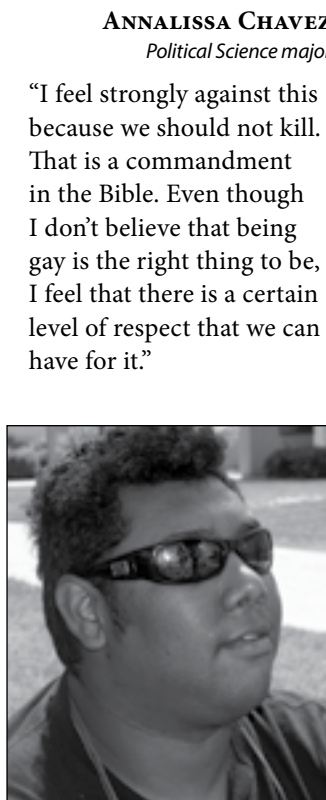 ANNALISSA CHAVEZ
Political Science major
“I feel strongly against this
because we should not kill.
That is a commandment
in the Bible. Even though
I don’t believe that being
gay is the right thing to be,
I feel that there is a certain
level of respect that we can
have for it.”